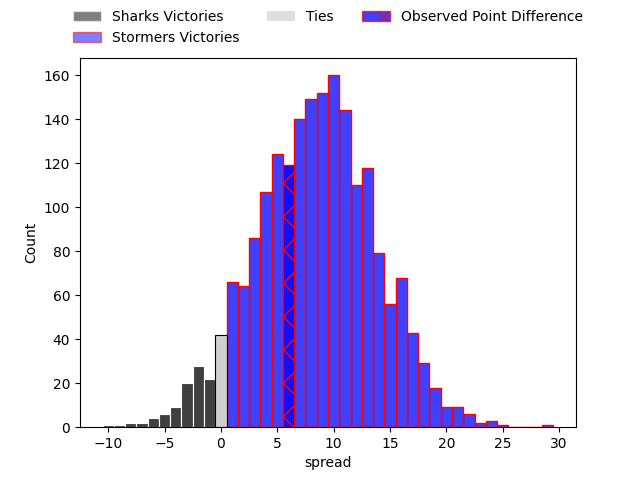 Sharks Victories Ties Observed Point Difference
Stormers Victories
160
140
120
100
80
60
40
20
0
Count
−10 −5 0 5 10 15 20 25 30
spread